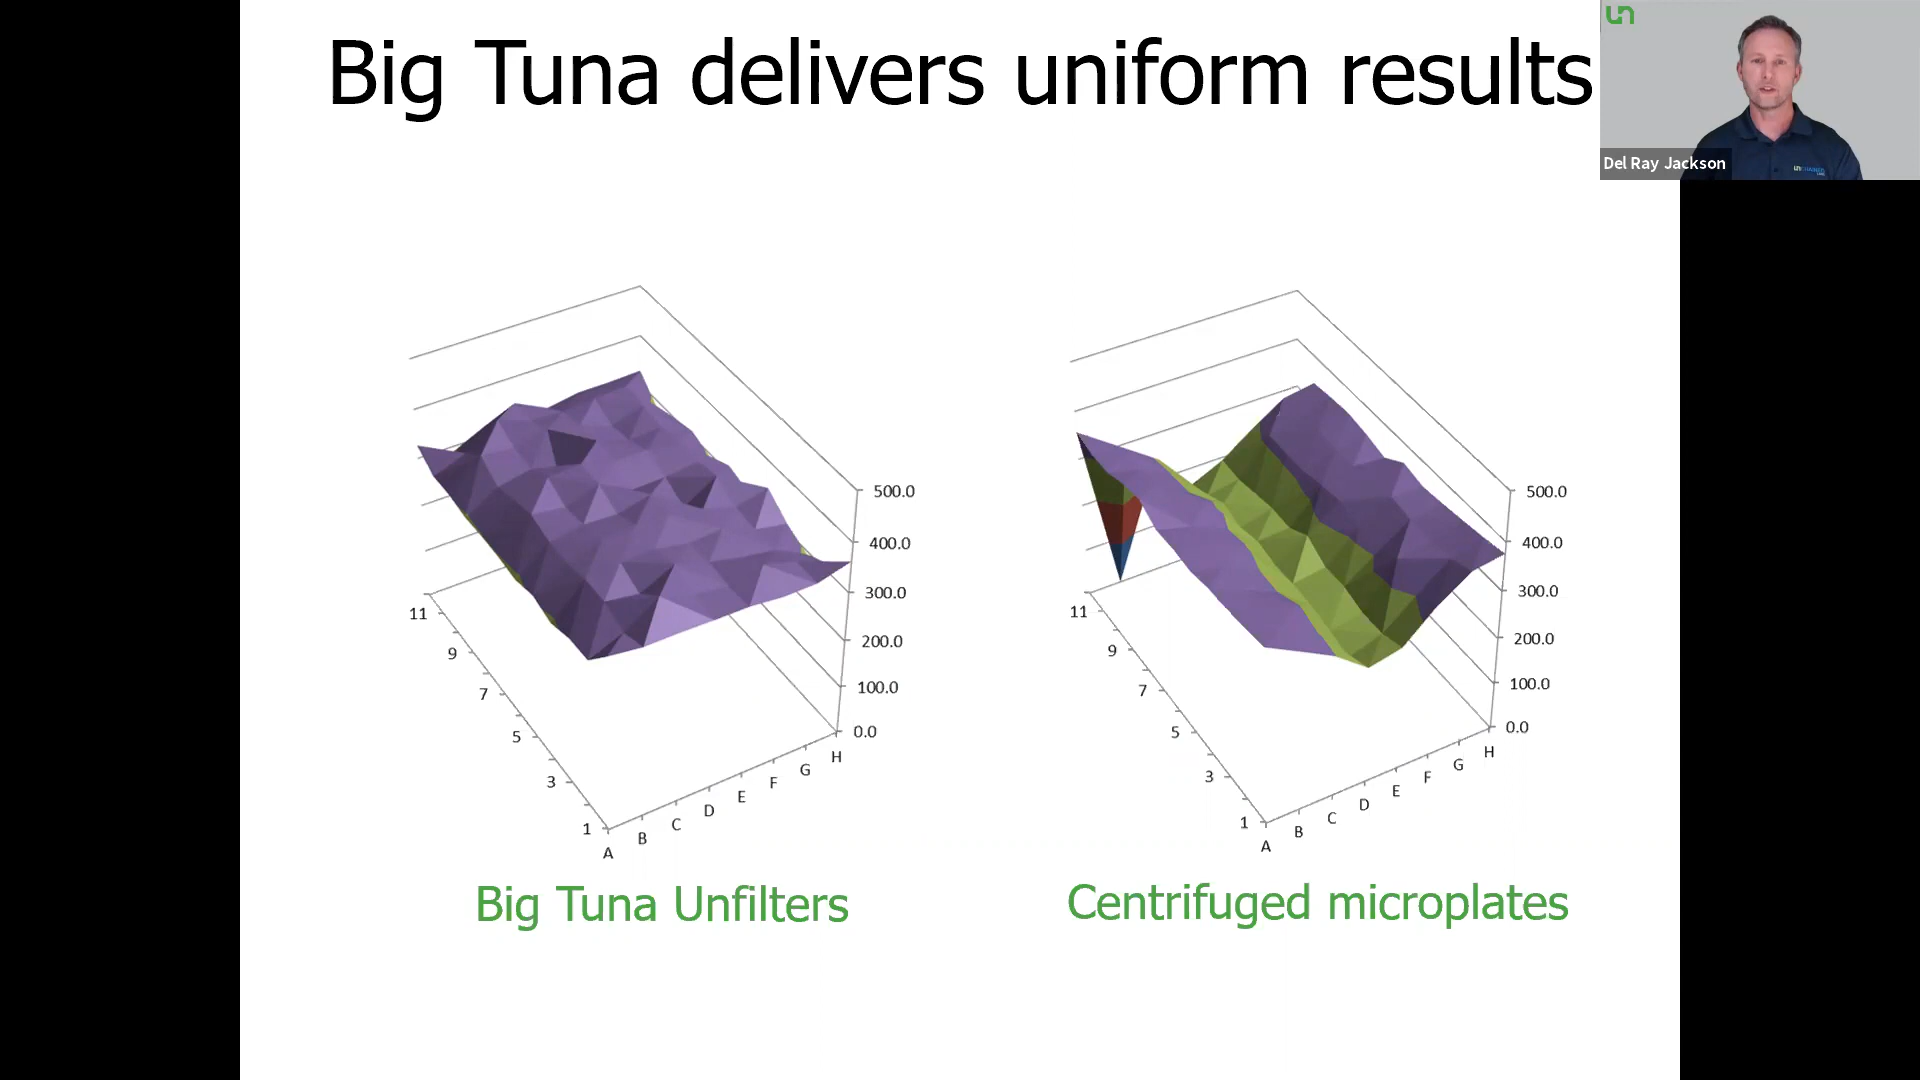 Big Tuna delivers uniform results
un
Del Ray Jackson
500.0
400.0
300.0
200.0
100.0
0.0
11
9
7
5
3
1
A
B
C
D
E
F
G
H
Big Tuna Unfilters
500.0
400.0
300.0
200.0
100.0
0.0
11
9
7
5
3
1
A
B
C
D
E
F
G
H
Centrifuged microplates